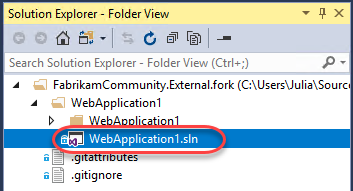 Solution Explorer - Folder View
Search Solution Explorer - Folder View (Ctrl+;)
FabrikamCommunity.External.fork (C:\Users\Julia\Source
WebApplication1
WebApplication1
WebApplication1.sln
.gitattributes
.gitignore